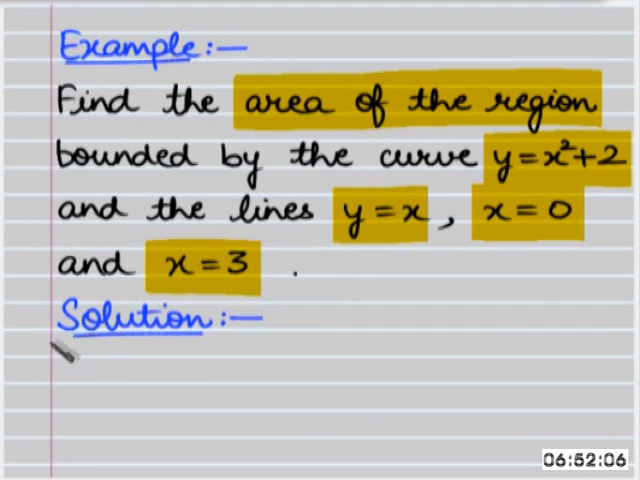 Example:—
Find the area of the region
bounded by the curve y=x²+2
and the lines y=x, x=0
and x=3.
Solution:—
06:52:06